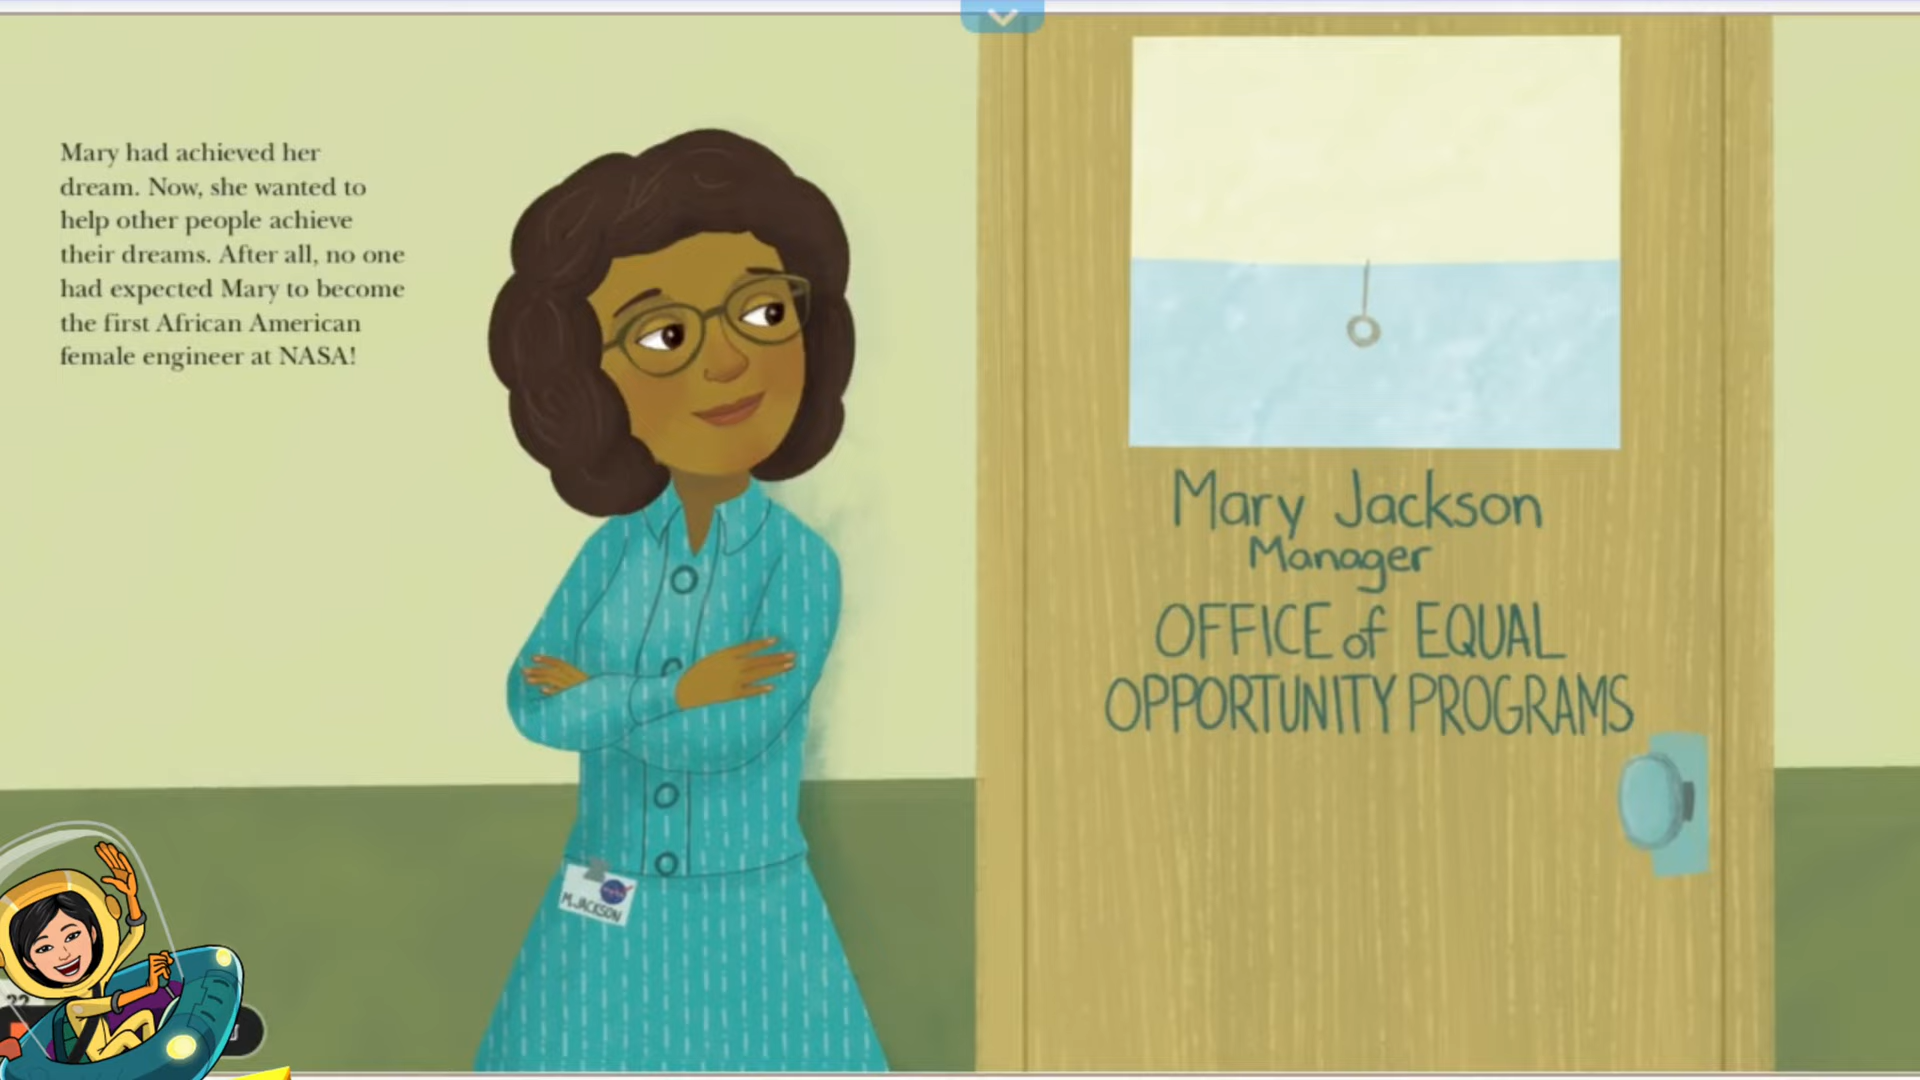 Mary had achieved her
dream. Now, she wanted to
help other people achieve
their dreams. After all, no one
had expected Mary to become
the first African American
female engineer at NASA!
Mary Jackson
Manager
OFFICE of EQUAL
OPPORTUNITY PROGRAMS
M. JACKSON